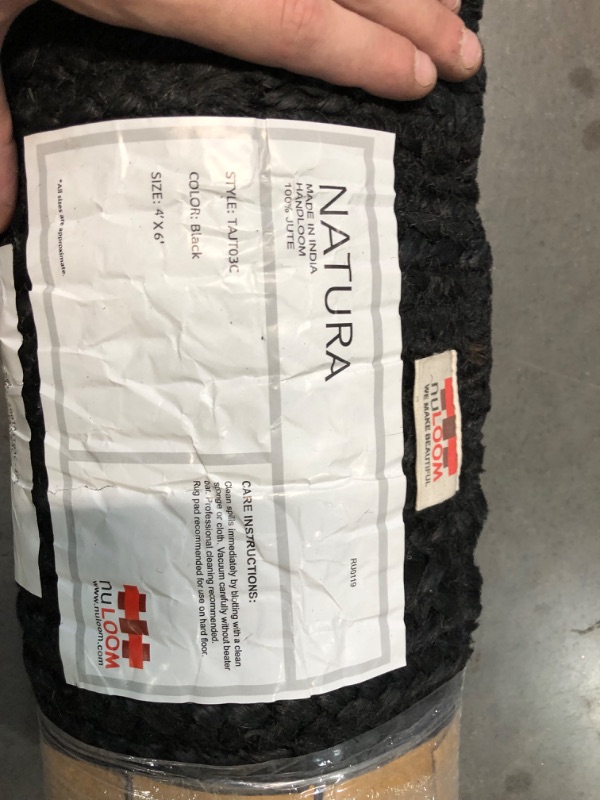 NATURA
MADE IN INDIA
HANDLOOM
100% JUTE
RU0119
STYLE: TAJT03C
COLOR: Black
SIZE: 4' X 6'
*All sizes are approximate.
CARE INSTRUCTIONS:
Clean spills immediately by blotting with a clean
sponge or cloth. Vacuum carefully without beater
bar. Professional cleaning recommended.
Rug pad recommended for use on hard floor.
nuLOOM
www.nuloom.com
nuLOOM
WE MAKE BEAUTIFUL